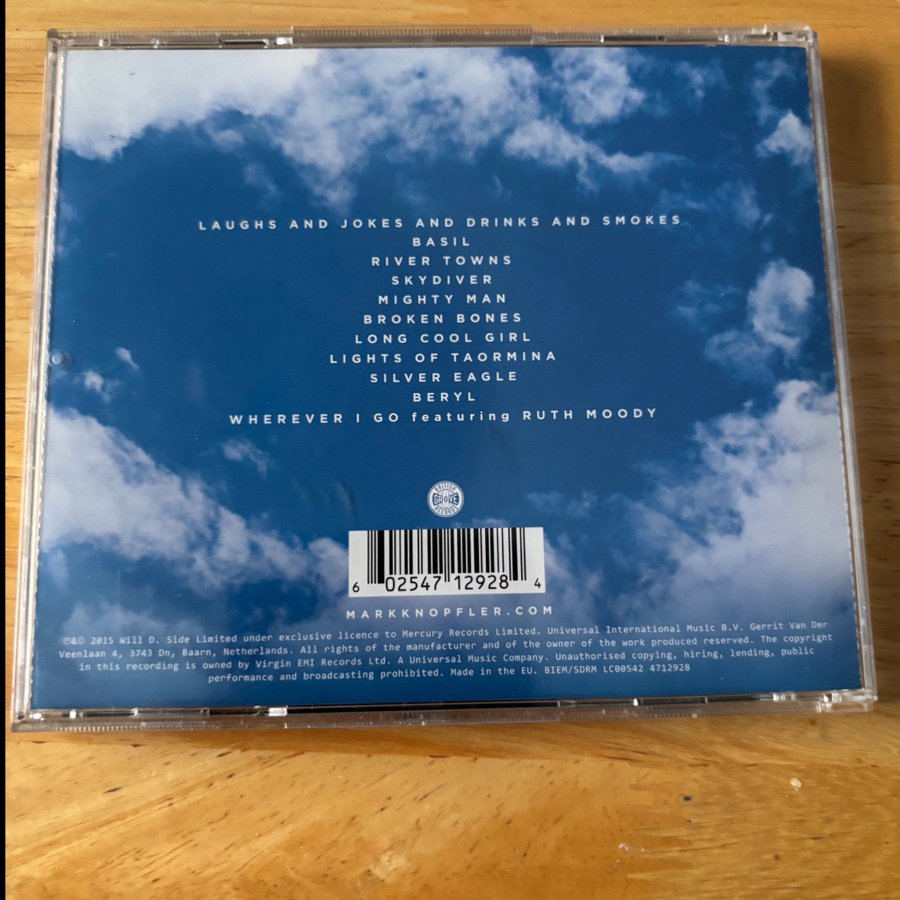 LAUGHS AND JOKES AND DRINKS AND SMOKES
BASIL
RIVER TOWNS
SKYDIVER
MIGHTY MAN
BROKEN BONES
LONG COOL GIRL
LIGHTS OF TAORMINA
SILVER EAGLE
BERYL
WHEREVER I GO featuring RUTH MOODY
BRITISH
GROVE
RECORDS
6 02547 12928 4
MARKKNOPFLER.COM
℗&© 2015 Will D. Side Limited under exclusive licence to Mercury Records Limited. Universal International Music B.V. Gerrit Van Der
Veenlaan 4, 3743 Dn, Baarn, Netherlands. All rights of the manufacturer and of the owner of the work produced reserved. The copyright
in this recording is owned by Virgin EMI Records Ltd. A Universal Music Company. Unauthorised copying, hiring, lending, public
performance and broadcasting prohibited. Made in the EU. BIEM/SDRM LC00542 4712928